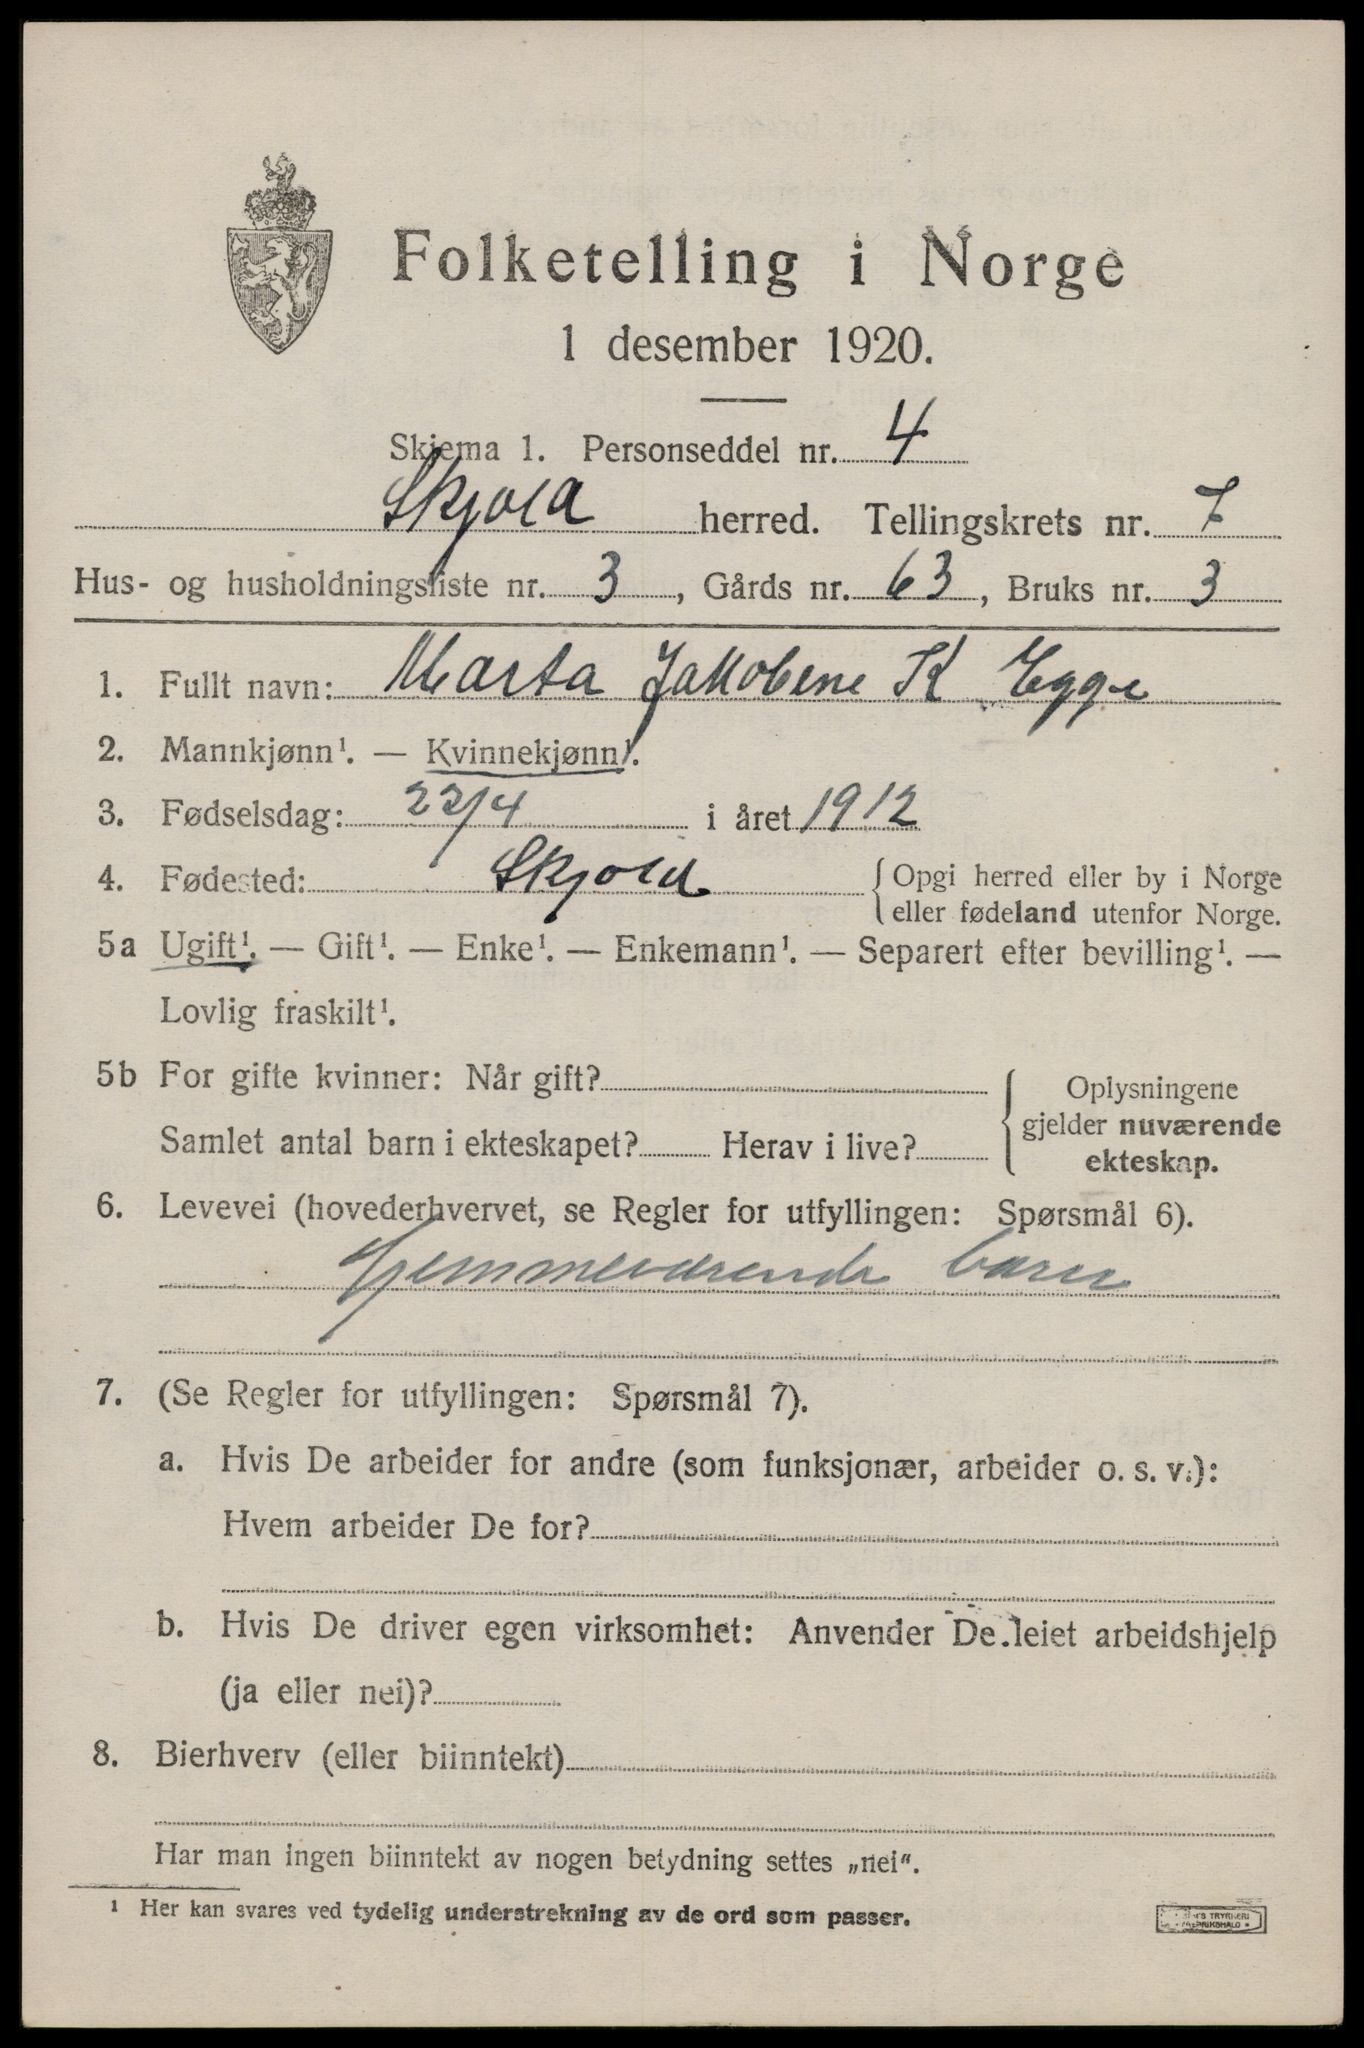 Folketelling i Norge
1 desember 1920.
Skjema 1. Personseddel nr. 4
Skjold herred. Tellingskrets nr. 7
Hus- og husholdningsliste nr. 3, Gårds nr. 63, Bruks nr. 3
1. Fullt navn: Marta Jakobene K Egge
2. Mannkjønn¹. — Kvinnekjønn¹.
3. Fødselsdag: 22/4 i året 1912
4. Fødested: Skjold { Opgi herred eller by i Norge
eller fødeland utenfor Norge.
5a Ugift¹. — Gift¹. — Enke¹. — Enkemann¹. — Separert efter bevilling¹. —
Lovlig fraskilt¹.
5b For gifte kvinner: Når gift?
Samlet antal barn i ekteskapet? Herav i live?
Oplysningene
gjelder nuværende
ekteskap.
6. Levevei (hovederhvervet, se Regler for utfyllingen: Spørsmål 6).
Hjemmeværende barn
7. (Se Regler for utfyllingen: Spørsmål 7).
a. Hvis De arbeider for andre (som funksjonær, arbeider o. s. v.):
Hvem arbeider De for?
b. Hvis De driver egen virksomhet: Anvender De leiet arbeidshjelp
(ja eller nei)?
8. Bierhverv (eller biinntekt)
Har man ingen biinntekt av nogen betydning settes „nei“.
¹ Her kan svares ved tydelig understrekning av de ord som passer.